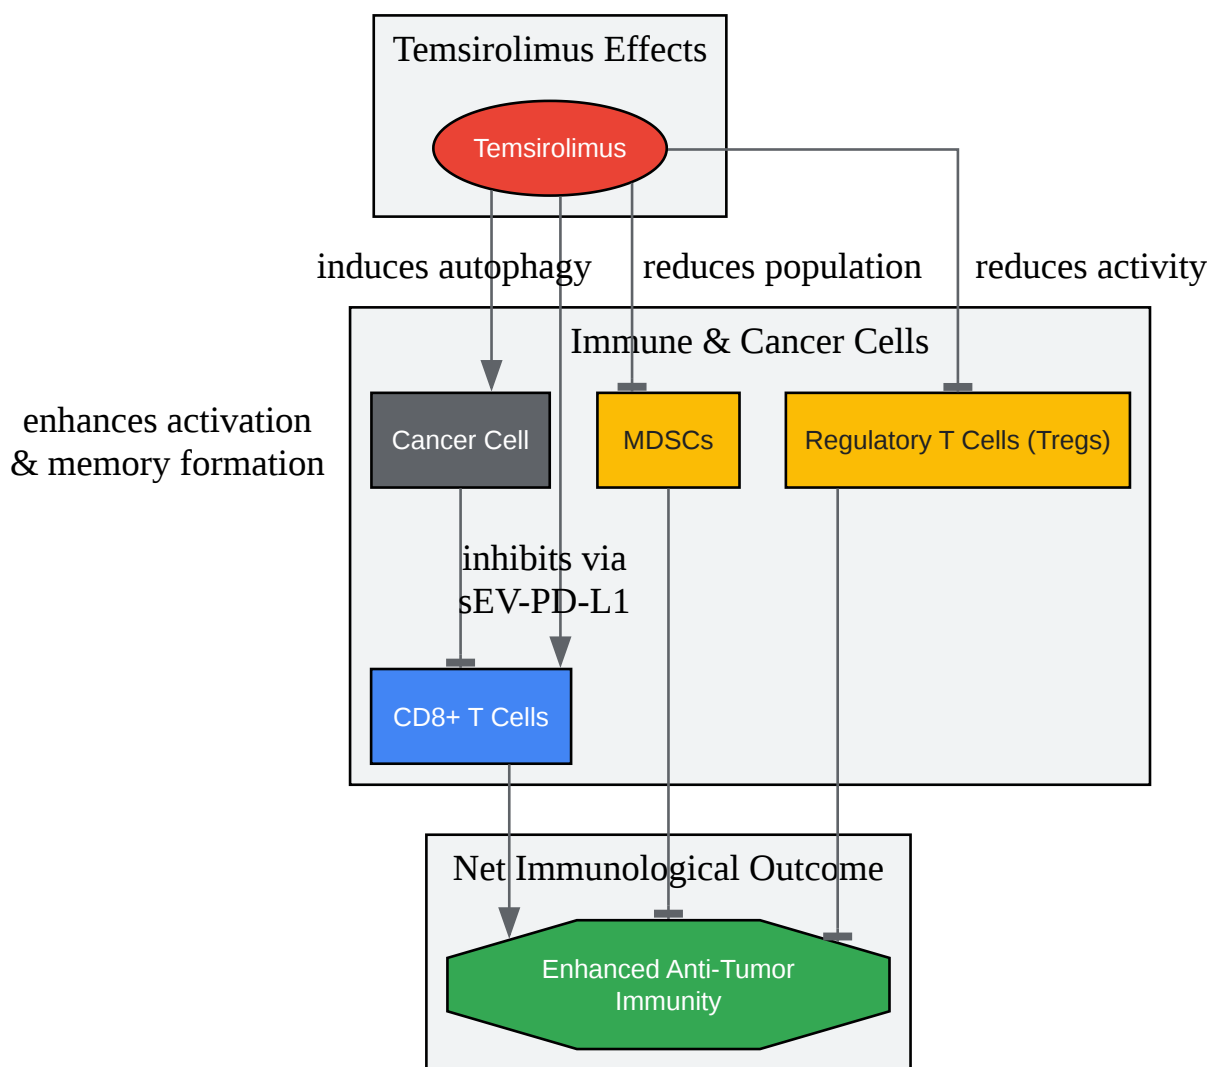 Temsirolimus Effects
Temsirolimus
induces autophagy
reduces population
reduces activity
Immune & Cancer Cells
enhances activation
& memory formation
Cancer Cell
MDSCs
Regulatory T Cells (Tregs)
inhibits via
sEV-PD-L1
CD8+ T Cells
Net Immunological Outcome
Enhanced Anti-Tumor
Immunity